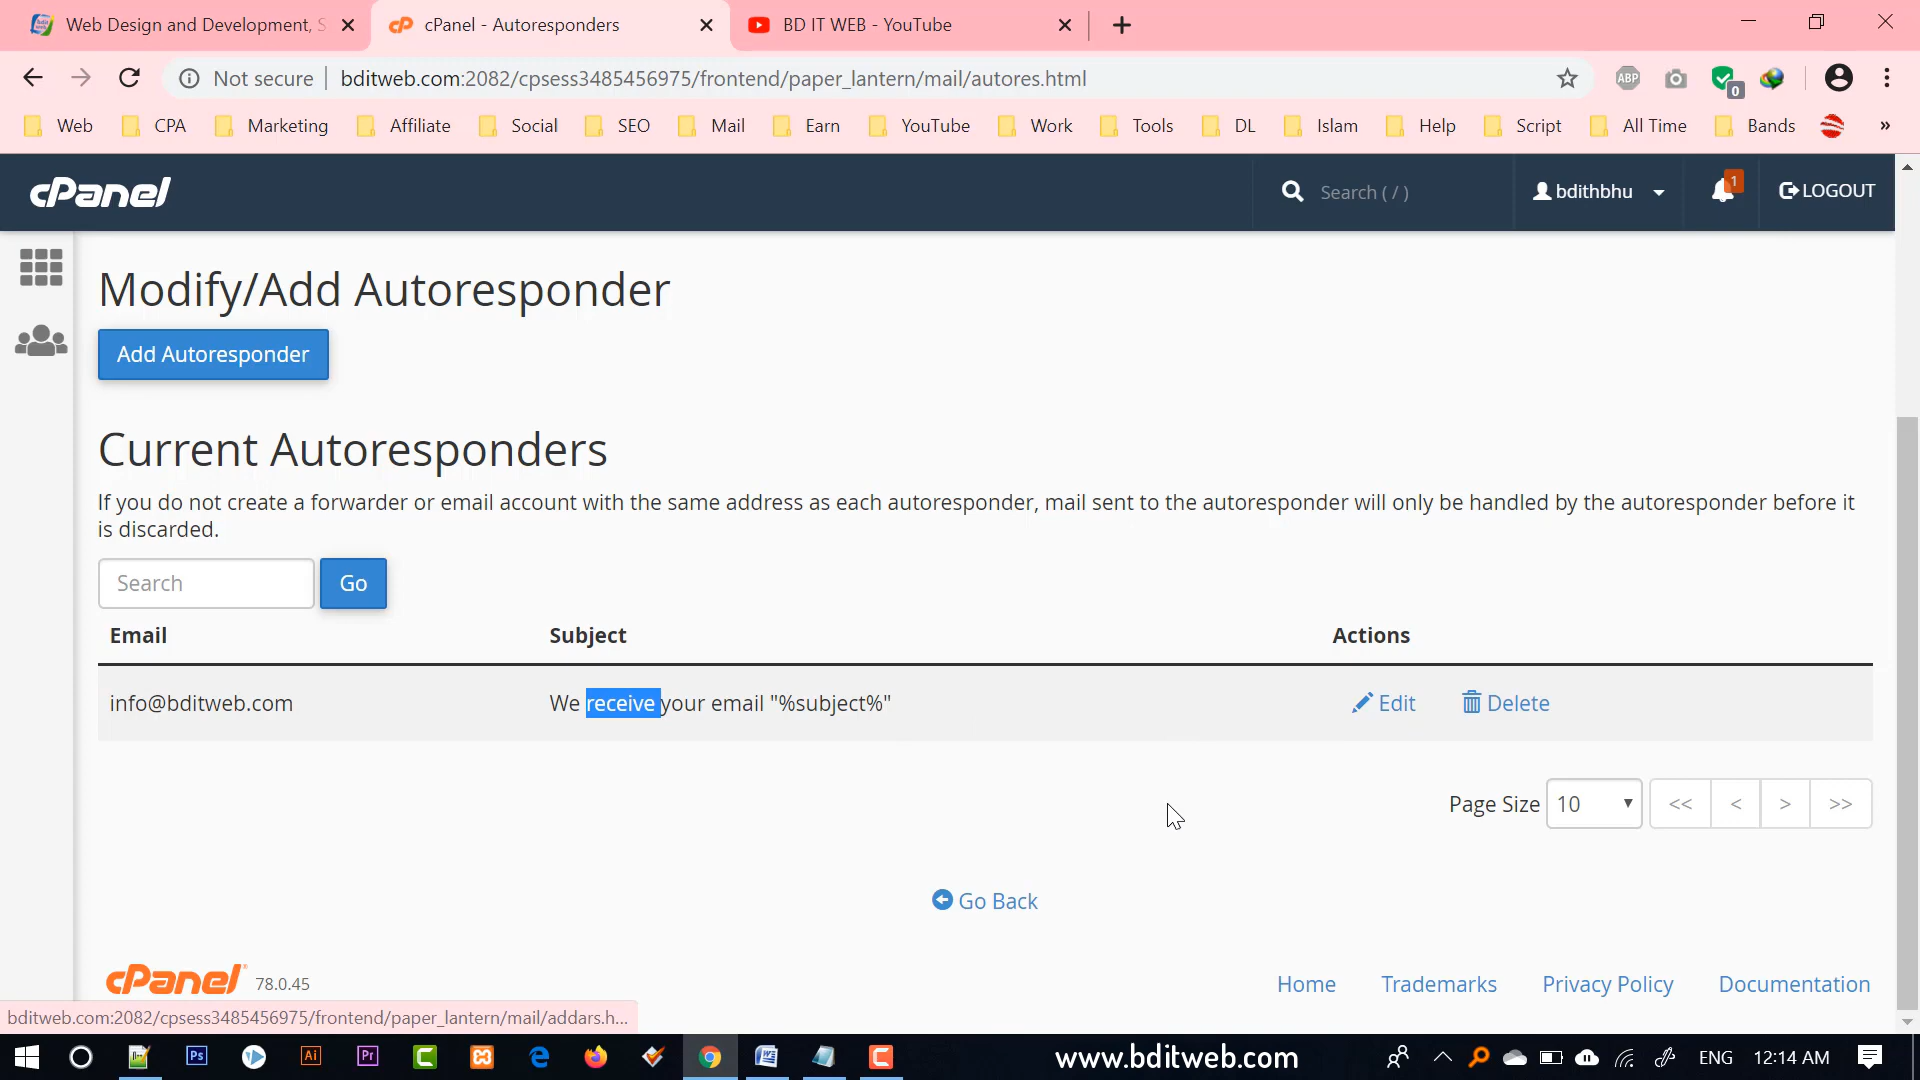 Web Design and Development, S
cPanel - Autoresponders
BD IT WEB - YouTube
Not secure
bditweb.com:2082/cpsess3485456975/frontend/paper_lantern/mail/autores.html
ABP
0
Web
CPA
Marketing
Affiliate
Social
SEO
Mail
Earn
YouTube
Work
Tools
DL
Islam
Help
Script
All Time
Bands
»
cPanel
Search ( / )
bdithbhu
1
LOGOUT
Modify/Add Autoresponder
Add Autoresponder
Current Autoresponders
If you do not create a forwarder or email account with the same address as each autoresponder, mail sent to the autoresponder will only be handled by the autoresponder before it
is discarded.
Search
Go
Email
Subject
Actions
info@bditweb.com
We receive your email "%subject%"
Edit
Delete
Page Size
10
<<
<
>
>>
Go Back
cPanel
78.0.45
Home
Trademarks
Privacy Policy
Documentation
bditweb.com:2082/cpsess3485456975/frontend/paper_lantern/mail/addars.h...
Ps
Ai
Pr
www.bditweb.com
ENG
12:14 AM